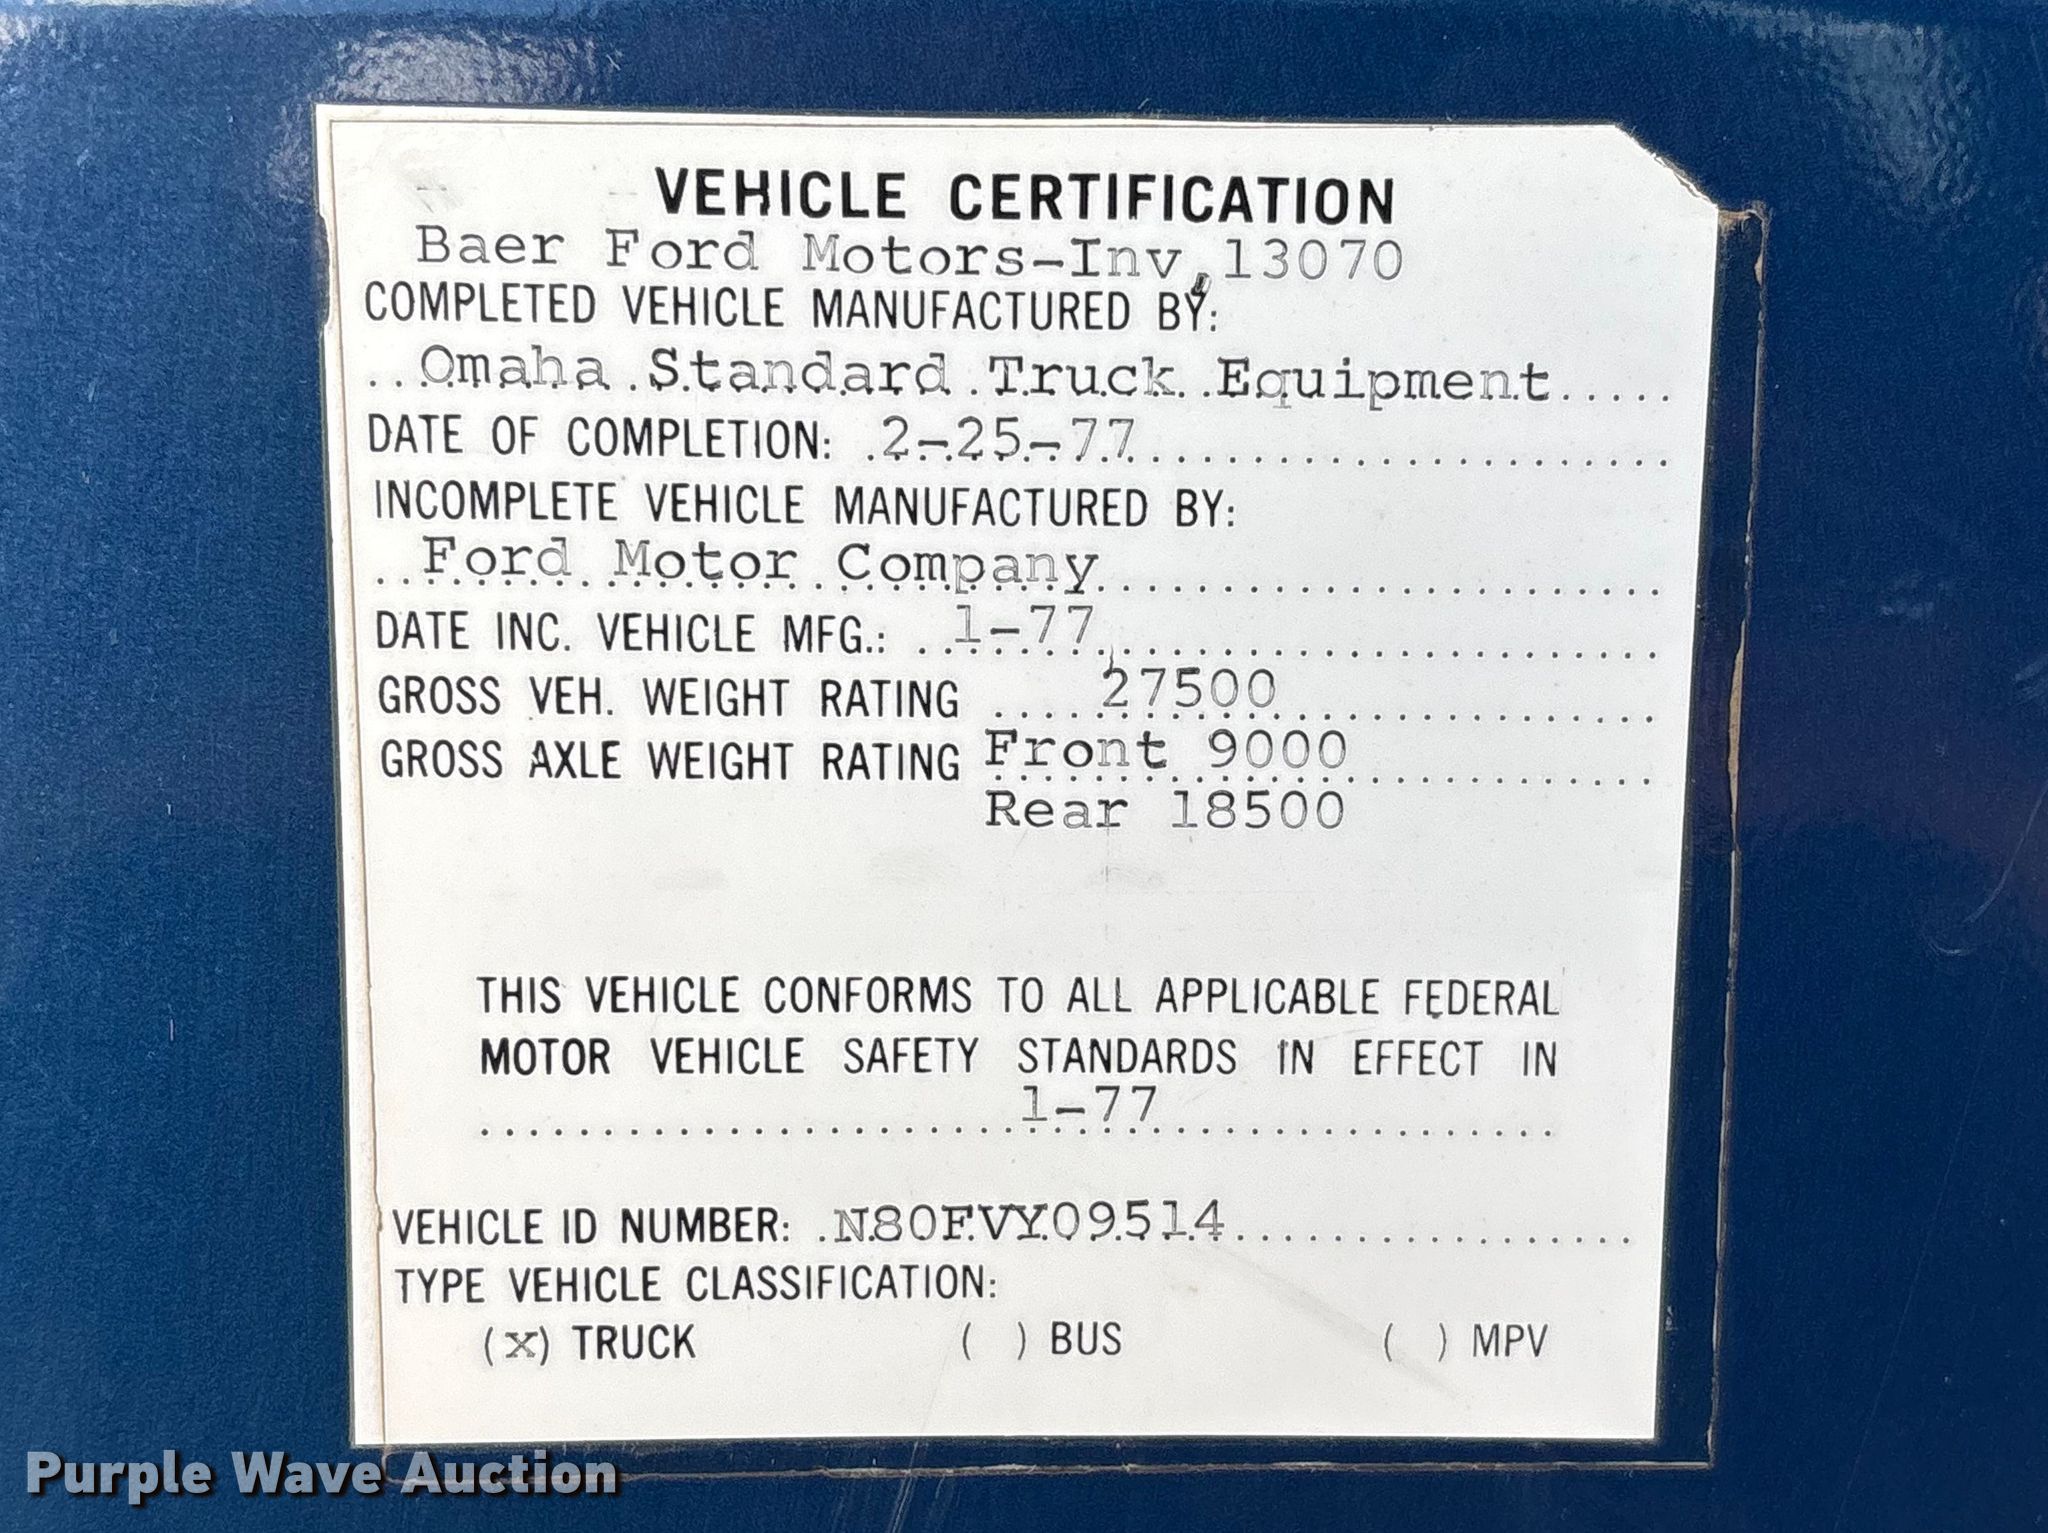 VEHICLE CERTIFICATION
Baer Ford Motors-Inv.13070
COMPLETED VEHICLE MANUFACTURED BY:
Omaha Standard Truck Equipment
DATE OF COMPLETION: 2-25-77
INCOMPLETE VEHICLE MANUFACTURED BY:
Ford Motor Company
DATE INC. VEHICLE MFG.: 1-77
GROSS VEH. WEIGHT RATING 27500
GROSS AXLE WEIGHT RATING Front 9000
Rear 18500
THIS VEHICLE CONFORMS TO ALL APPLICABLE FEDERAL
MOTOR VEHICLE SAFETY STANDARDS IN EFFECT IN
1-77
VEHICLE ID NUMBER: N80FVY09514
TYPE VEHICLE CLASSIFICATION:
(x) TRUCK ( ) BUS ( ) MPV
Purple Wave Auction